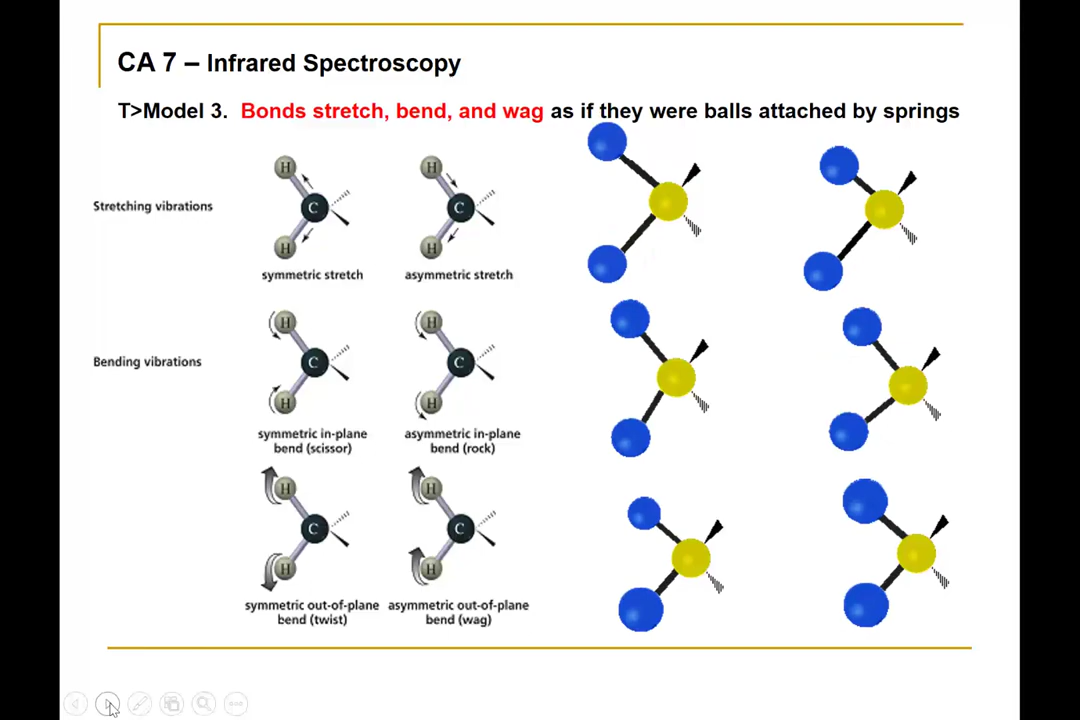 CA 7 – Infrared Spectroscopy
T>Model 3. Bonds stretch, bend, and wag as if they were balls attached by springs
H
H
Stretching vibrations
C
C
H
H
symmetric stretch
asymmetric stretch
H
H
Bending vibrations
C
C
H
H
symmetric in-plane
bend (scissor)
asymmetric in-plane
bend (rock)
H
H
C
C
H
H
symmetric out-of-plane
bend (twist)
asymmetric out-of-plane
bend (wag)